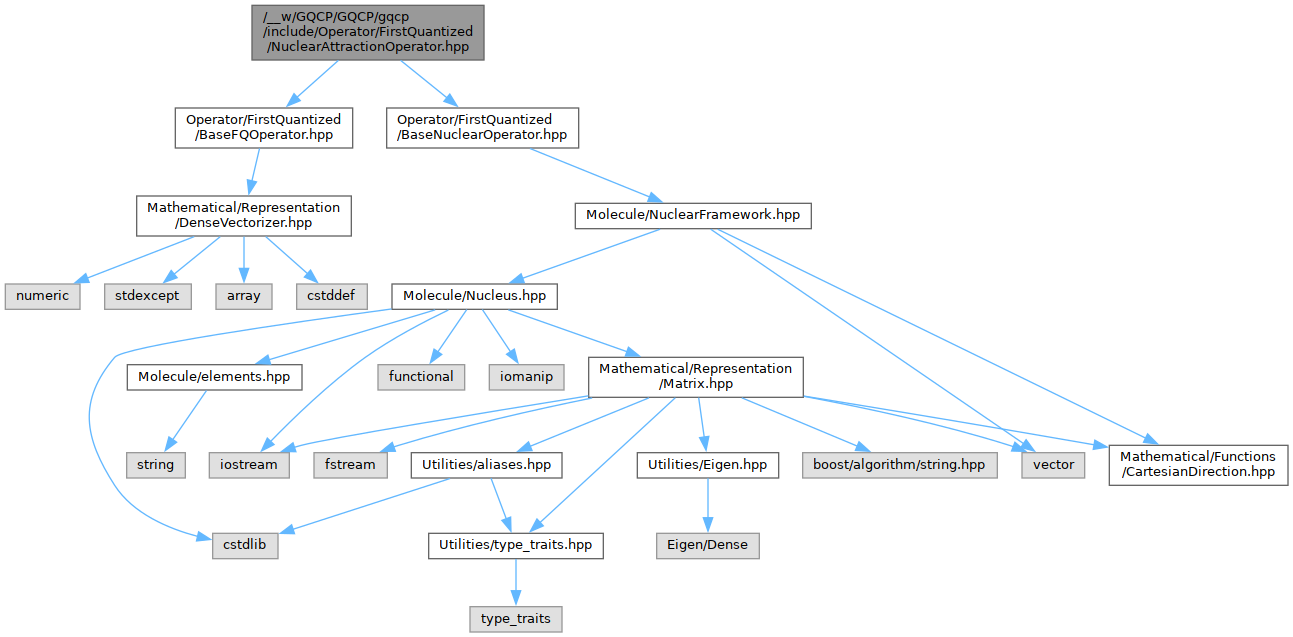 /__w/GQCP/GQCP/gqcp
/include/Operator/FirstQuantized
/NuclearAttractionOperator.hpp
Operator/FirstQuantized
/BaseFQOperator.hpp
Operator/FirstQuantized
/BaseNuclearOperator.hpp
Mathematical/Representation
/DenseVectorizer.hpp
Molecule/NuclearFramework.hpp
numeric
stdexcept
array
cstddef
Molecule/Nucleus.hpp
Molecule/elements.hpp
functional
iomanip
Mathematical/Representation
/Matrix.hpp
string
iostream
fstream
Utilities/aliases.hpp
Utilities/Eigen.hpp
boost/algorithm/string.hpp
vector
Mathematical/Functions
/CartesianDirection.hpp
cstdlib
Utilities/type_traits.hpp
Eigen/Dense
type_traits